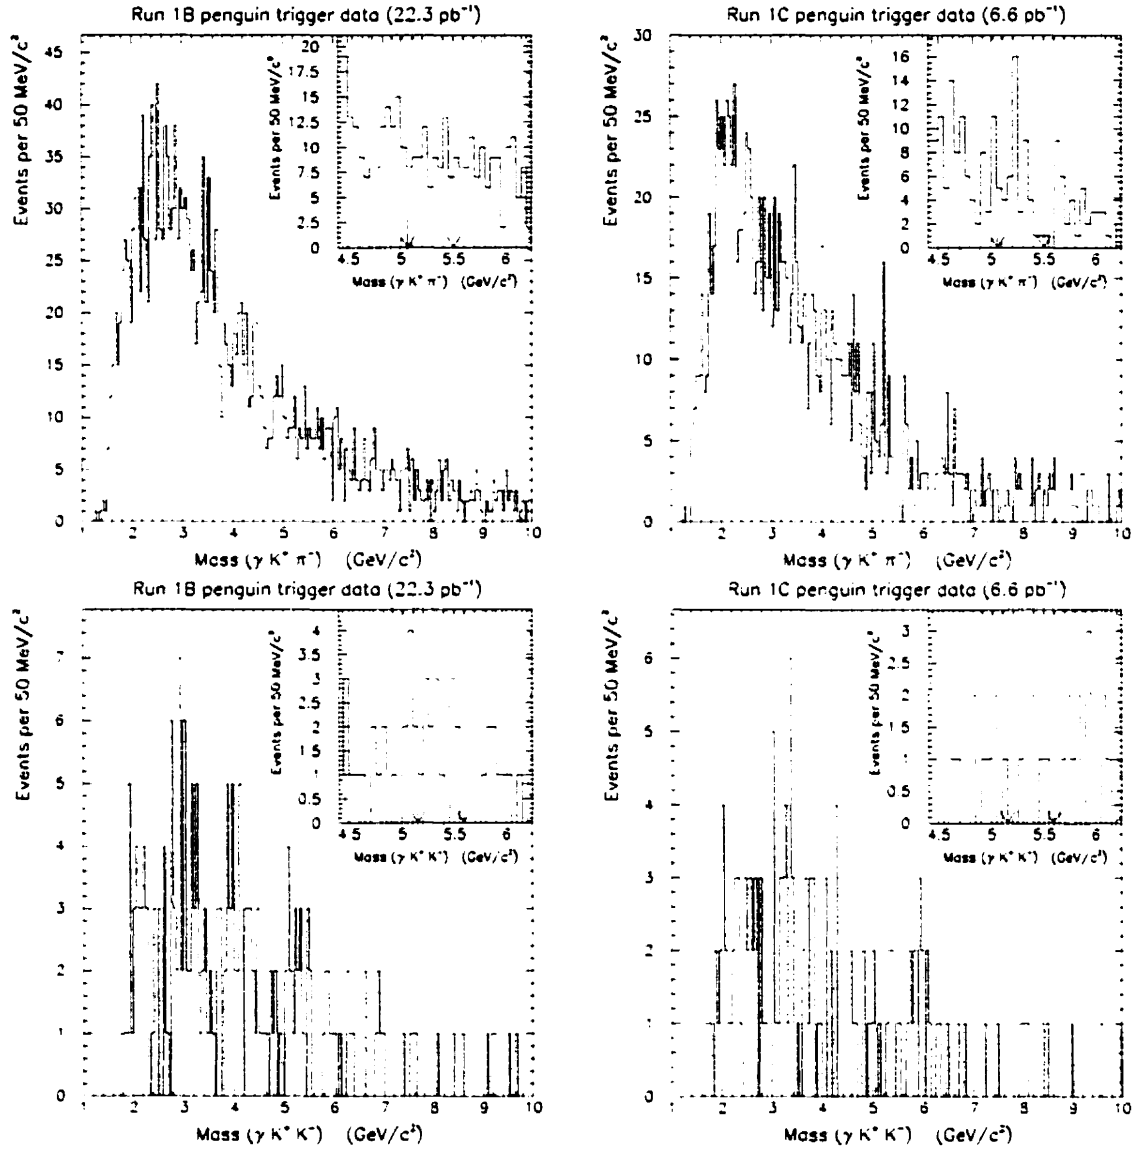 Run 1B penguin trigger data (22.3 pb⁻¹)
Events per 50 MeV/c²
45
40
35
30
25
20
15
10
5
0
1 2 3 4 5 6 7 8 9 10
Mass (γ K⁺ π⁻) (GeV/c²)
Events per 50 MeV/c²
20
17.5
15
12.5
10
7.5
5
2.5
0
4.5 5 5.5 6
Mass (γ K⁺ π⁻) (GeV/c²)
Run 1C penguin trigger data (6.6 pb⁻¹)
Events per 50 MeV/c²
30
25
20
15
10
5
0
1 2 3 4 5 6 7 8 9 10
Mass (γ K⁺ π⁻) (GeV/c²)
Events per 50 MeV/c²
16
14
12
10
8
6
4
2
0
4.5 5 5.5 6
Mass (γ K⁺ π⁻) (GeV/c²)
Run 1B penguin trigger data (22.3 pb⁻¹)
Events per 50 MeV/c²
7
6
5
4
3
2
1
0
1 2 3 4 5 6 7 8 9 10
Mass (γ K⁺ K⁻) (GeV/c²)
Events per 50 MeV/c²
4
3.5
3
2.5
2
1.5
1
0.5
0
4.5 5 5.5 6
Mass (γ K⁺ K⁻) (GeV/c²)
Run 1C penguin trigger data (6.6 pb⁻¹)
Events per 50 MeV/c²
6
5
4
3
2
1
0
1 2 3 4 5 6 7 8 9 10
Mass (γ K⁺ K⁻) (GeV/c²)
Events per 50 MeV/c²
3
2.5
2
1.5
1
0.5
0
4.5 5 5.5 6
Mass (γ K⁺ K⁻) (GeV/c²)